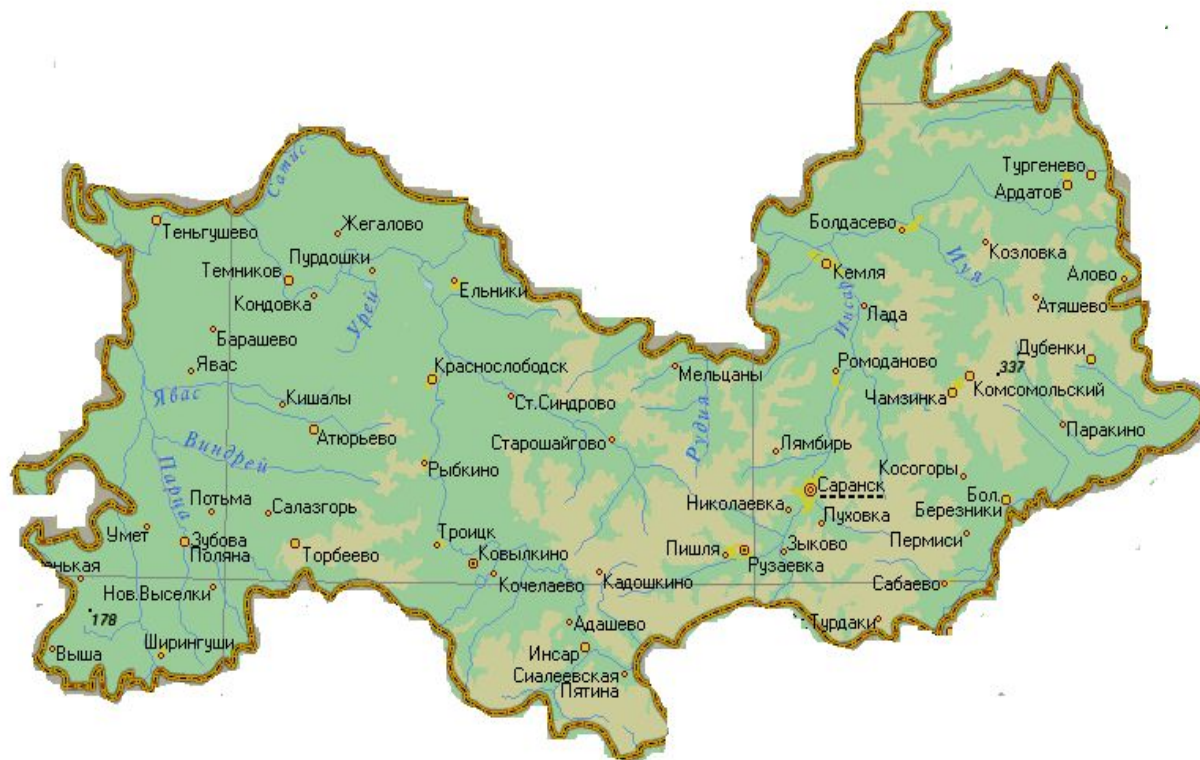 Сатис
Тургенево
Ардатов
Теньгушево
Жегалово
Болдасево
Пурдошки
Козловка
Темников
Кемля
Алово
Ельники
Нуя
Кондовка
Атяшево
Инсар
Лада
Урей
Барашево
Дубенки
Ромоданово
Явас
Краснослободск
Мельцаны
337
Комсомольский
Явас
Чамзинка
Кишалы
Ст.Синдрово
Рудня
Атюрьево
Паракино
Старошайгово
Лямбирь
Виндрей
Рыбкино
Косогоры
Парца
Саранск
Потьма
Бол.
Березники
Салазгорь
Николаевка
Пуховка
Умет
Троицк
Пермиси
Зубова
Поляна
Торбеево
Ковылкино
Пишля
Зыково
Рузаевка
енькая
Кочелаево
Кадошкино
Сабаево
Нов.Выселки
178
Адашево
Турдаки
Ширингуши
Выша
Инсар
Сиалеевская
Пятина